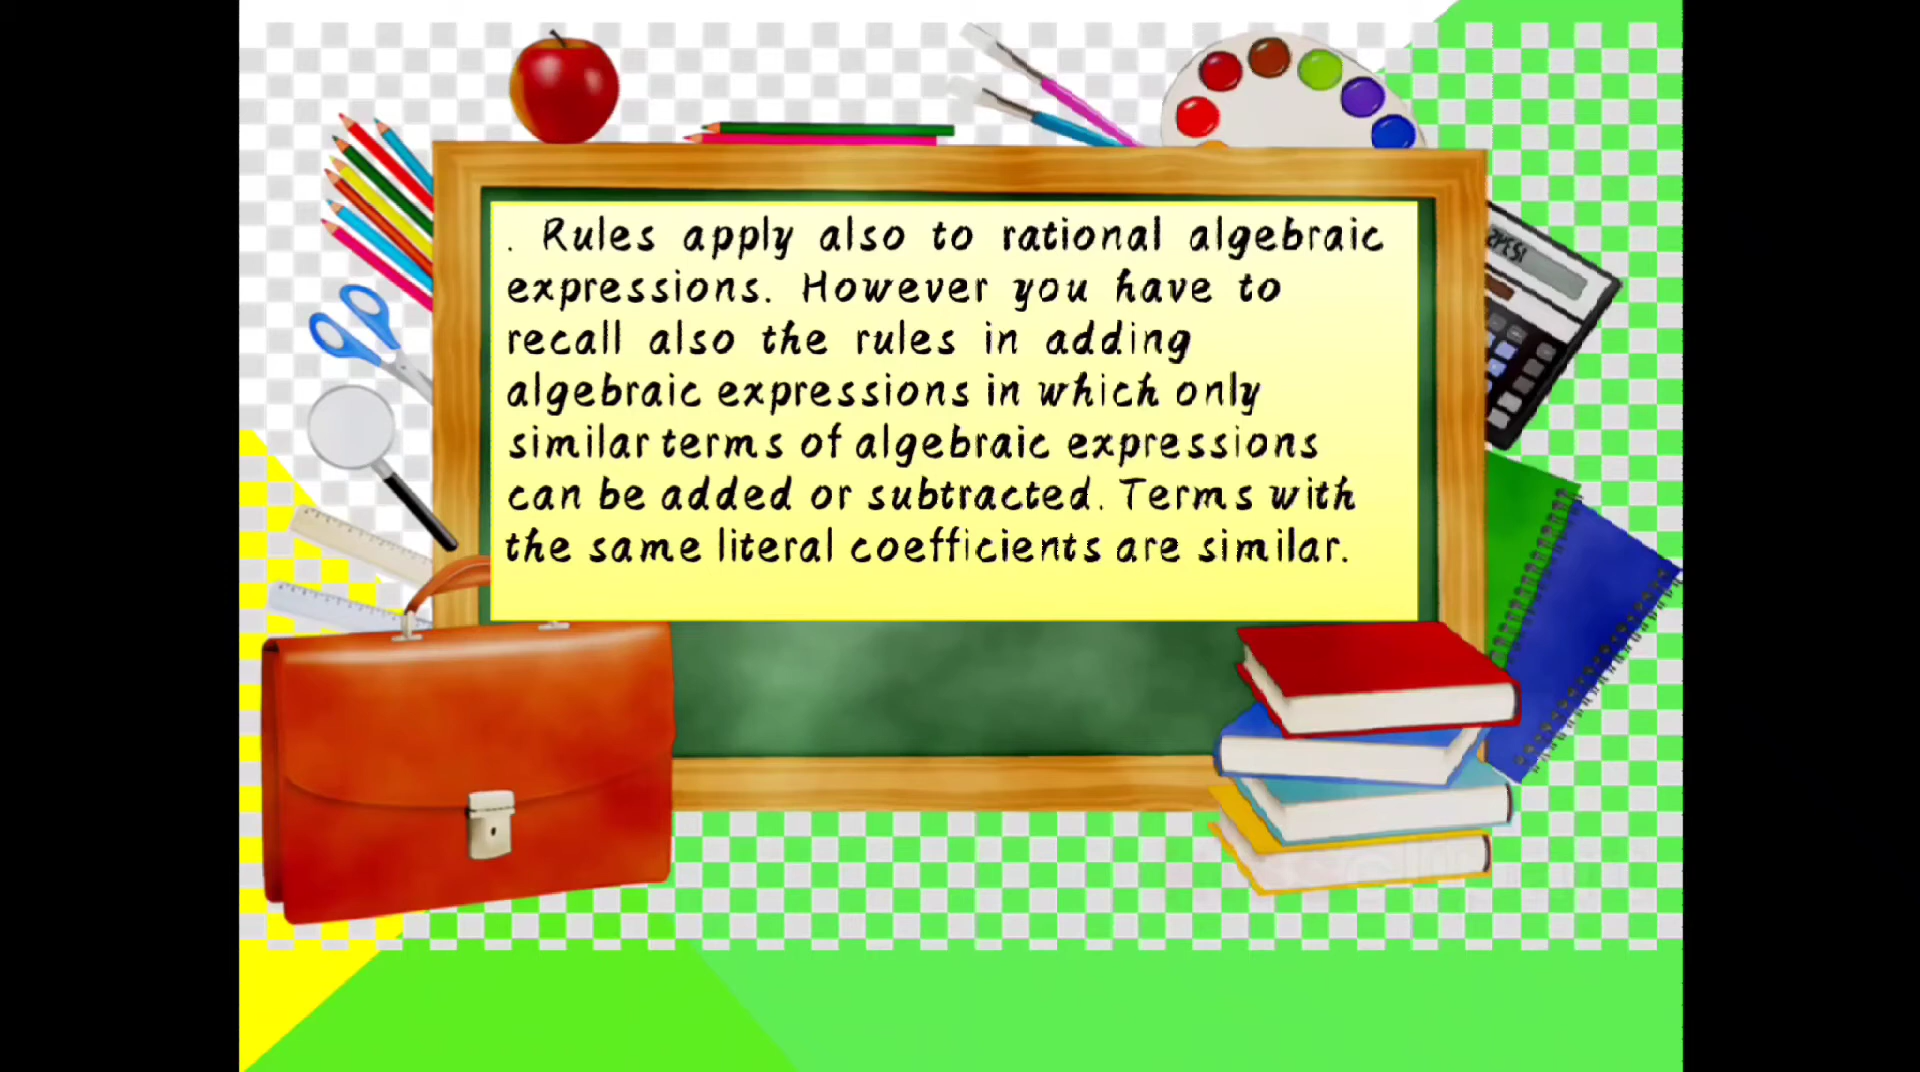 . Rules apply also to rational algebraic
expressions. However you have to
recall also the rules in adding
algebraic expressions in which only
similar terms of algebraic expressions
can be added or subtracted. Terms with
the same literal coefficients are similar.